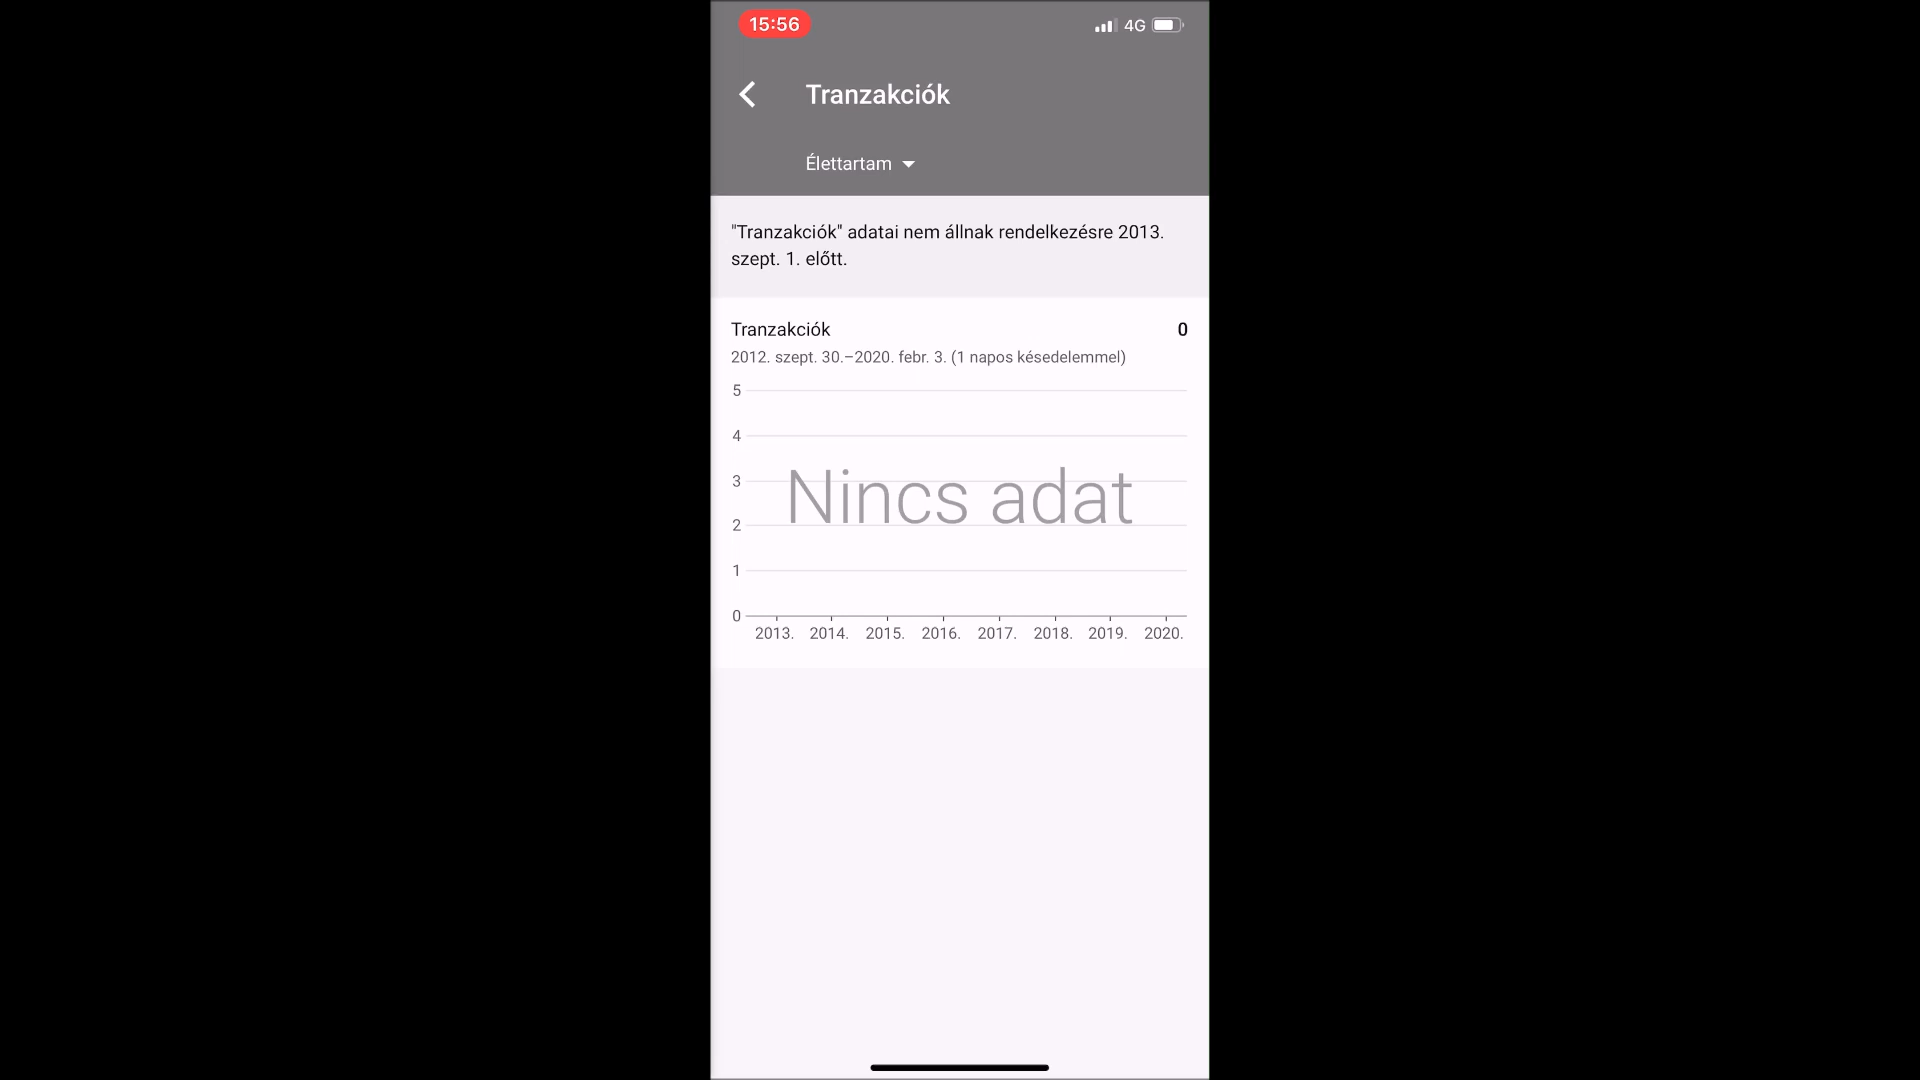 15:56
4G
Tranzakciók
Élettartam
"Tranzakciók" adatai nem állnak rendelkezésre 2013.
szept. 1. előtt.
Tranzakciók 0
2012. szept. 30.–2020. febr. 3. (1 napos késedelemmel)
5
4
3
2
1
0
Nincs adat
2013. 2014. 2015. 2016. 2017. 2018. 2019. 2020.